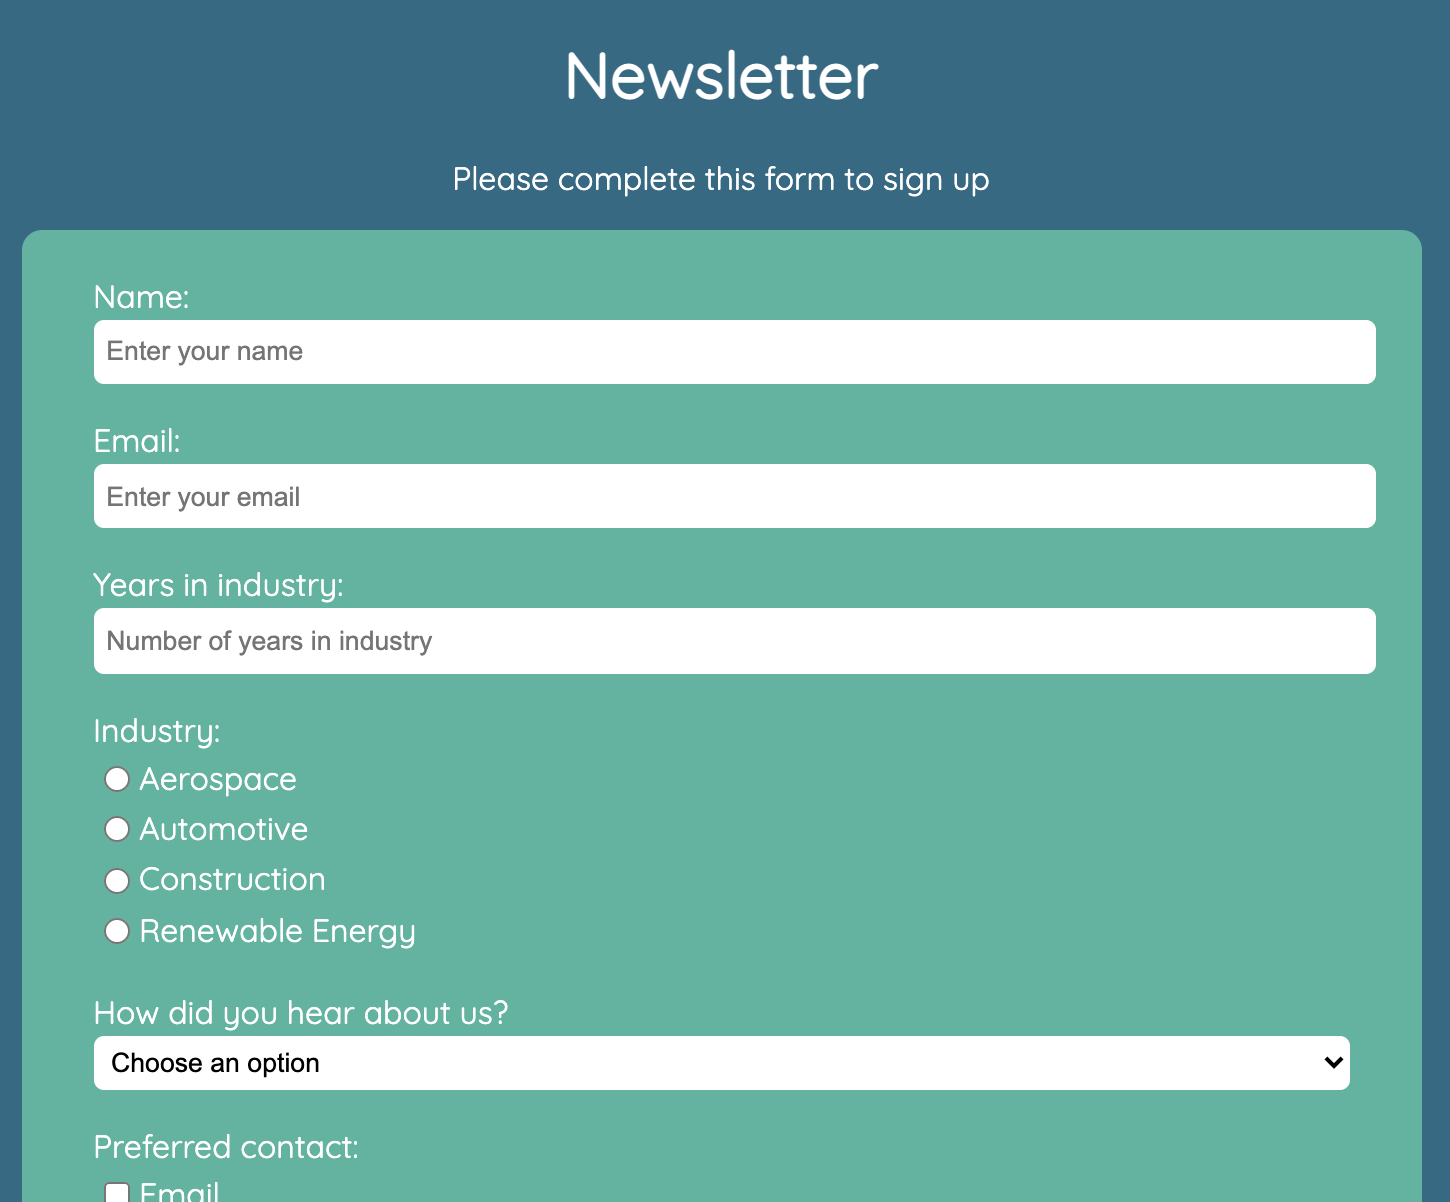 Newsletter
Please complete this form to sign up
Name:
Enter your name
Email:
Enter your email
Years in industry:
Number of years in industry
Industry:
Aerospace
Automotive
Construction
Renewable Energy
How did you hear about us?
Choose an option
Preferred contact:
Email